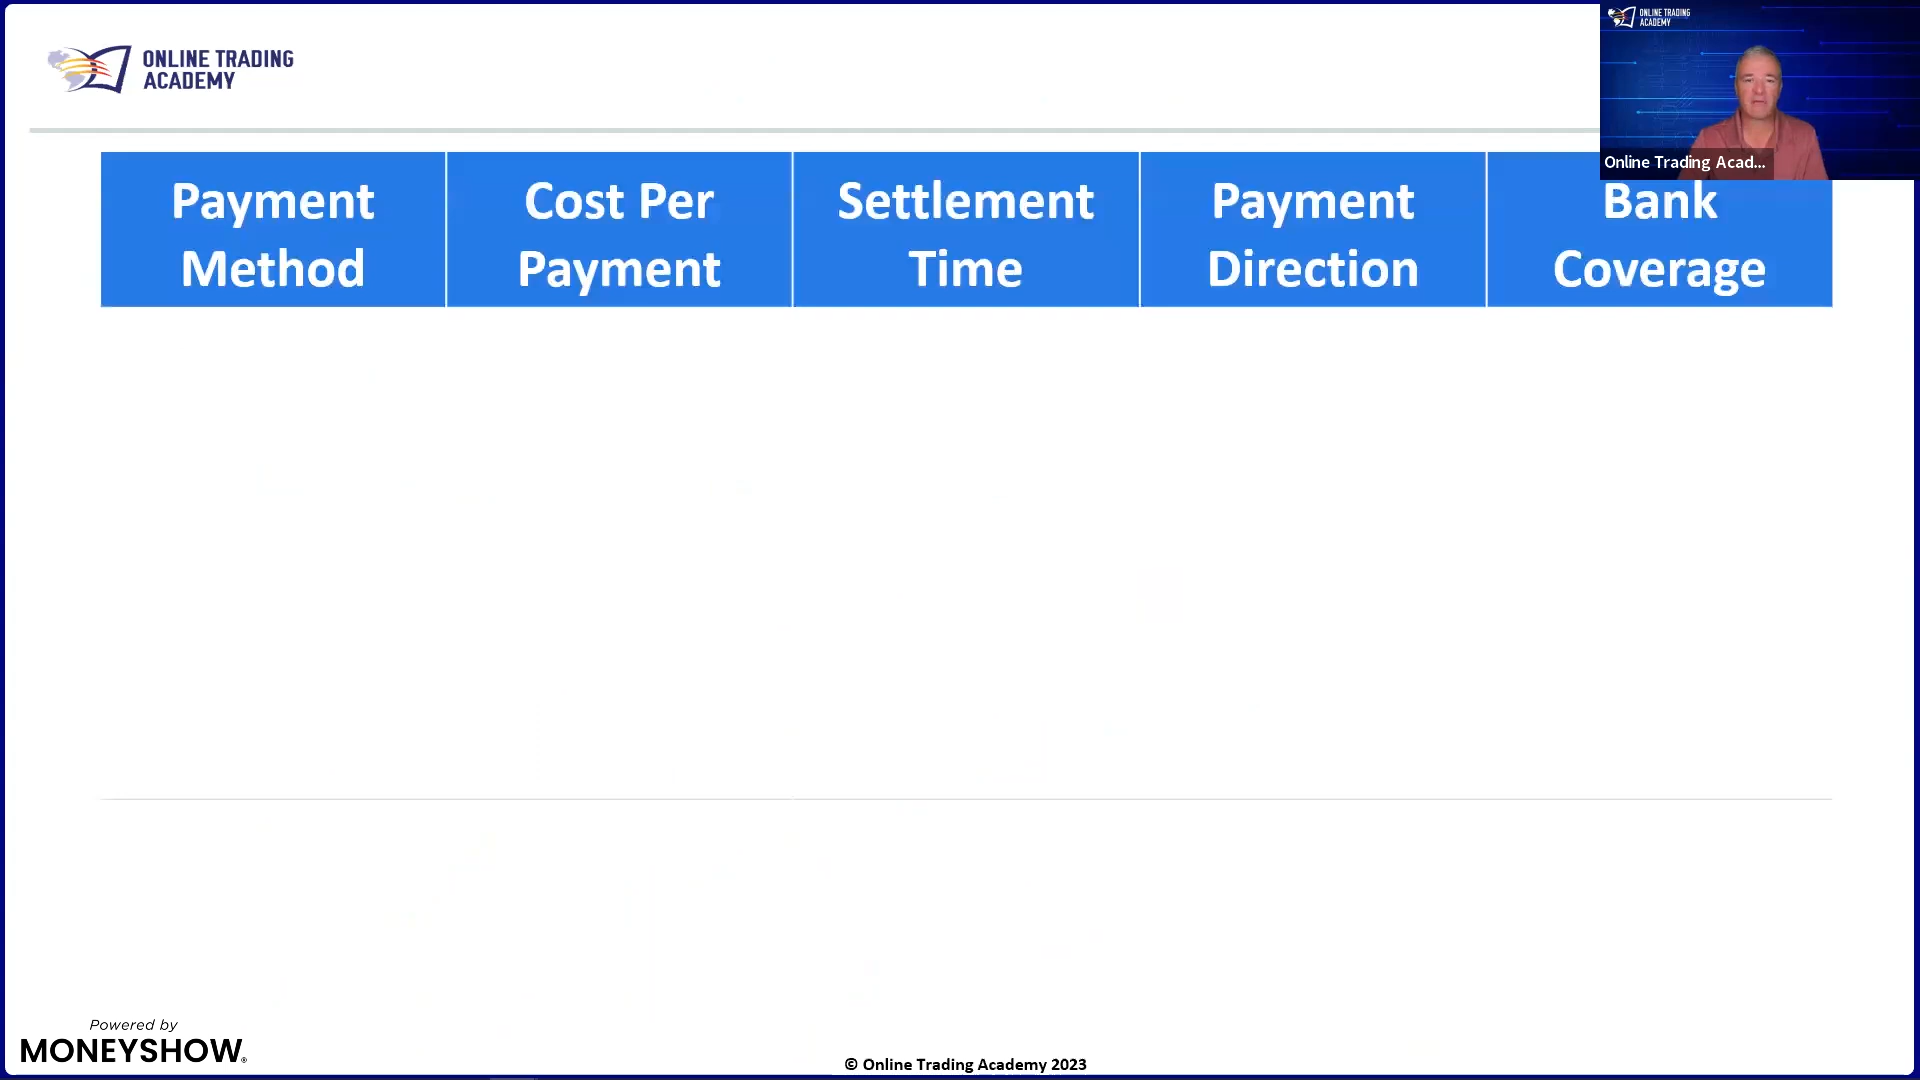 ONLINE TRADING
ACADEMY
ONLINE TRADING
ACADEMY
Online Trading Acad...
Payment
Method
Cost Per
Payment
Settlement
Time
Payment
Direction
Bank
Coverage
Powered by
MONEYSHOW®
© Online Trading Academy 2023